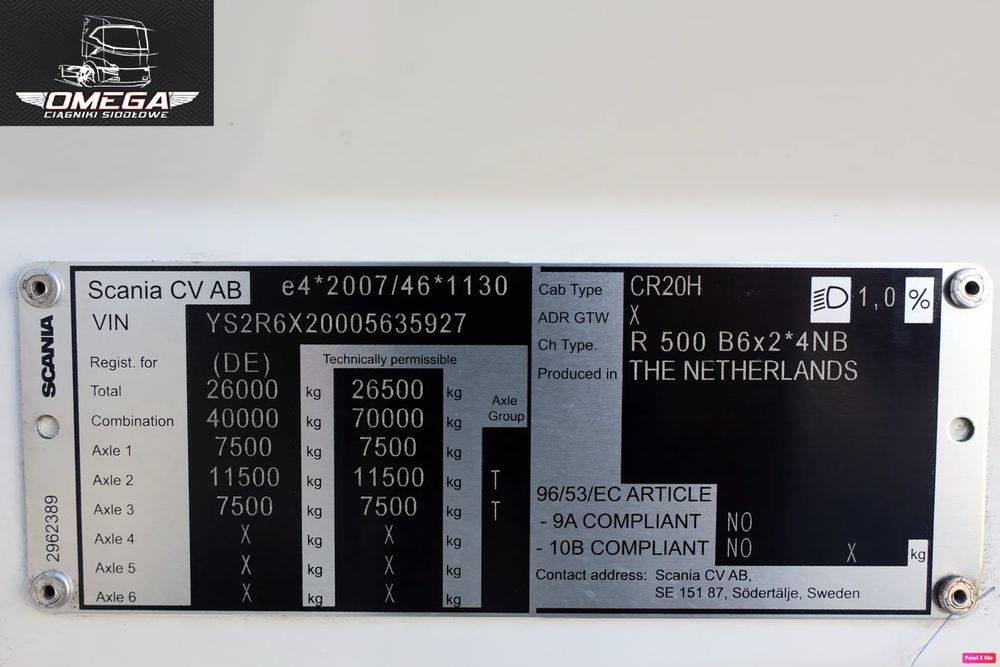 OMEGA
CIĄGNIKI SIODŁOWE
SCANIA
2962389
Scania CV AB e4*2007/46*1130
VIN YS2R6X20005635927
Regist. for (DE) Technically permissible
Total 26000 kg 26500 kg Axle Group
Combination 40000 kg 70000 kg
Axle 1 7500 kg 7500 kg
Axle 2 11500 kg 11500 kg T
Axle 3 7500 kg 7500 kg T
Axle 4 X kg X kg
Axle 5 X kg X kg
Axle 6 X kg X kg
Cab Type CR20H 1,0 %
ADR GTW X
Ch Type. R 500 B6x2*4NB
Produced in THE NETHERLANDS
96/53/EC ARTICLE
- 9A COMPLIANT NO
- 10B COMPLIANT NO X kg
Contact address: Scania CV AB,
SE 151 87, Södertälje, Sweden
Paint X lite